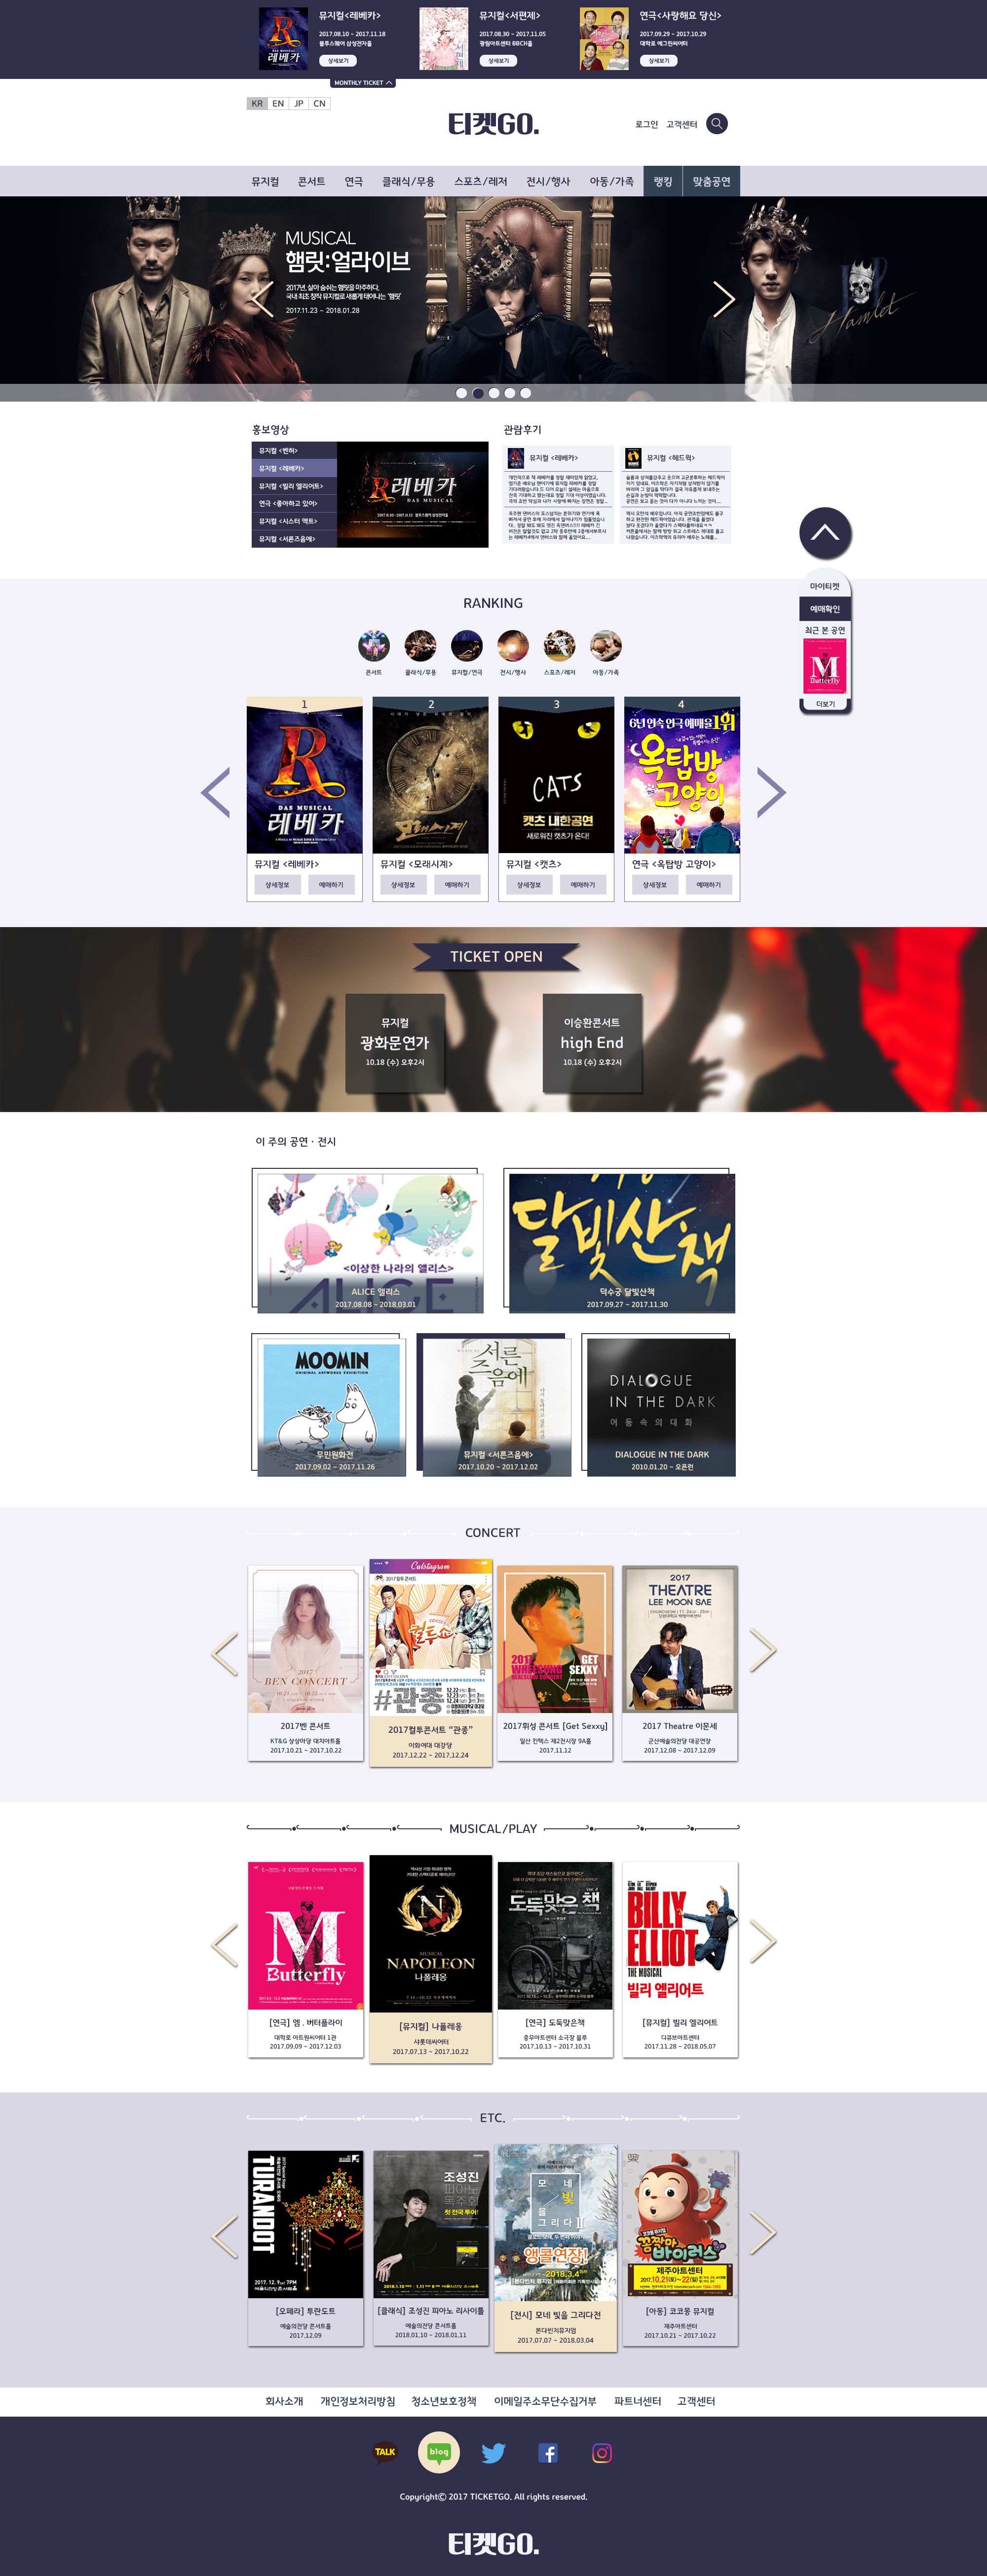 뮤지컬<레베카>
2017.08.10 ~ 2017.11.18
블루스퀘어 삼성전자홀
상세보기
뮤지컬<서편제>
2017.08.30 ~ 2017.11.05
광림아트센터 BBCH홀
상세보기
연극<사랑해요 당신>
2017.09.29 ~ 2017.10.29
대학로 예그린씨어터
상세보기
MONTHLY TICKET
KR EN JP CN
티켓GO.
로그인 고객센터
뮤지컬 콘서트 연극 클래식/무용 스포츠/레저 전시/행사 아동/가족 랭킹 맞춤공연
MUSICAL
햄릿:얼라이브
2017년, 살아 숨쉬는 햄릿을 마주하다.
국내 최초 창작 뮤지컬로 새롭게 태어나는 '햄릿'
2017.11.23 ~ 2018.01.28
Hamlet
홍보영상
뮤지컬 <벤허>
뮤지컬 <레베카>
뮤지컬 <빌리 엘리어트>
연극 <좋아하고 있어>
뮤지컬 <시스터 액트>
뮤지컬 <서른즈음에>
레베카
DAS MUSICAL
관람후기
뮤지컬 <레베카>
뮤지컬 <헤드윅>
마이티켓
예매확인
최근 본 공연
M
Butterfly
더보기
RANKING
콘서트 클래식/무용 뮤지컬/연극 전시/행사 스포츠/레저 아동/가족
1
R
DAS MUSICAL
레베카
뮤지컬 <레베카>
상세정보 예매하기
2
모래시계
뮤지컬 <모래시계>
상세정보 예매하기
3
CATS
캣츠 내한공연
새로워진 캣츠가 온다!
뮤지컬 <캣츠>
상세정보 예매하기
4
6년 연속 연극 예매율 1위
옥탑방
고양이
연극 <옥탑방 고양이>
상세정보 예매하기
TICKET OPEN
뮤지컬
광화문연가
10.18 (수) 오후2시
이승환콘서트
high End
10.18 (수) 오후2시
이 주의 공연 · 전시
<이상한 나라의 앨리스>
ALICE
ALICE 앨리스
2017.08.08 ~ 2018.03.01
달빛산책
덕수궁 달빛산책
2017.09.27 ~ 2017.11.30
MOOMIN
ORIGINAL ARTWORKS EXHIBITION
무민원화전
2017.09.02 ~ 2017.11.26
서른
즈음에
뮤지컬 <서른즈음에>
2017.10.20 ~ 2017.12.02
DIALOGUE
IN THE DARK
어둠속의대화
DIALOGUE IN THE DARK
2010.01.20 ~ 오픈런
CONCERT
2017
BEN CONCERT
2017벤 콘서트
KT&G 상상마당 대치아트홀
2017.10.21 ~ 2017.10.22
Cultstagram
2017컬투콘서트
컬투쇼
#관종
2017컬투콘서트 “관종”
이화여대 대강당
2017.12.22 ~ 2017.12.24
2017
WHEESUNG
GET
SEXXY
2017휘성 콘서트 [Get Sexxy]
일산 킨텍스 제2전시장 9A홀
2017.11.12
2017
THEATRE
LEE MOON SAE
2017 Theatre 이문세
군산예술의전당 대공연장
2017.12.08 ~ 2017.12.09
MUSICAL/PLAY
M
Butterfly
[연극] 엠. 버터플라이
대학로 아트원씨어터 1관
2017.09.09 ~ 2017.12.03
N
MUSICAL
NAPOLEON
나폴레옹
[뮤지컬] 나폴레옹
샤롯데씨어터
2017.07.13 ~ 2017.10.22
도둑맞은 책
[연극] 도둑맞은책
충무아트센터 소극장 블루
2017.10.13 ~ 2017.10.31
BILLY
ELLIOT
THE MUSICAL
빌리 엘리어트
[뮤지컬] 빌리 엘리어트
디큐브아트센터
2017.11.28 ~ 2018.05.07
ETC.
TURANDOT
2017. 12. 9 7PM
예술의전당 콘서트홀
[오페라] 투란도트
예술의전당 콘서트홀
2017.12.09
조성진
피아노
독주회
첫 전국 투어!
[클래식] 조성진 피아노 리사이틀
예술의전당 콘서트홀
2018.01.10 ~ 2018.01.11
모네
빛
을
그리다 II
앵콜연장!
[전시] 모네 빛을 그리다전
본다빈치뮤지엄
2017.07.07 ~ 2018.03.04
꼬딱마
바이러스
제주아트센터
[아동] 코코몽 뮤지컬
제주아트센터
2017.10.21 ~ 2017.10.22
회사소개 개인정보처리방침 청소년보호정책 이메일주소무단수집거부 파트너센터 고객센터
TALK
blog
Copyrightⓒ 2017 TICKETGO. All rights reserved.
티켓GO.